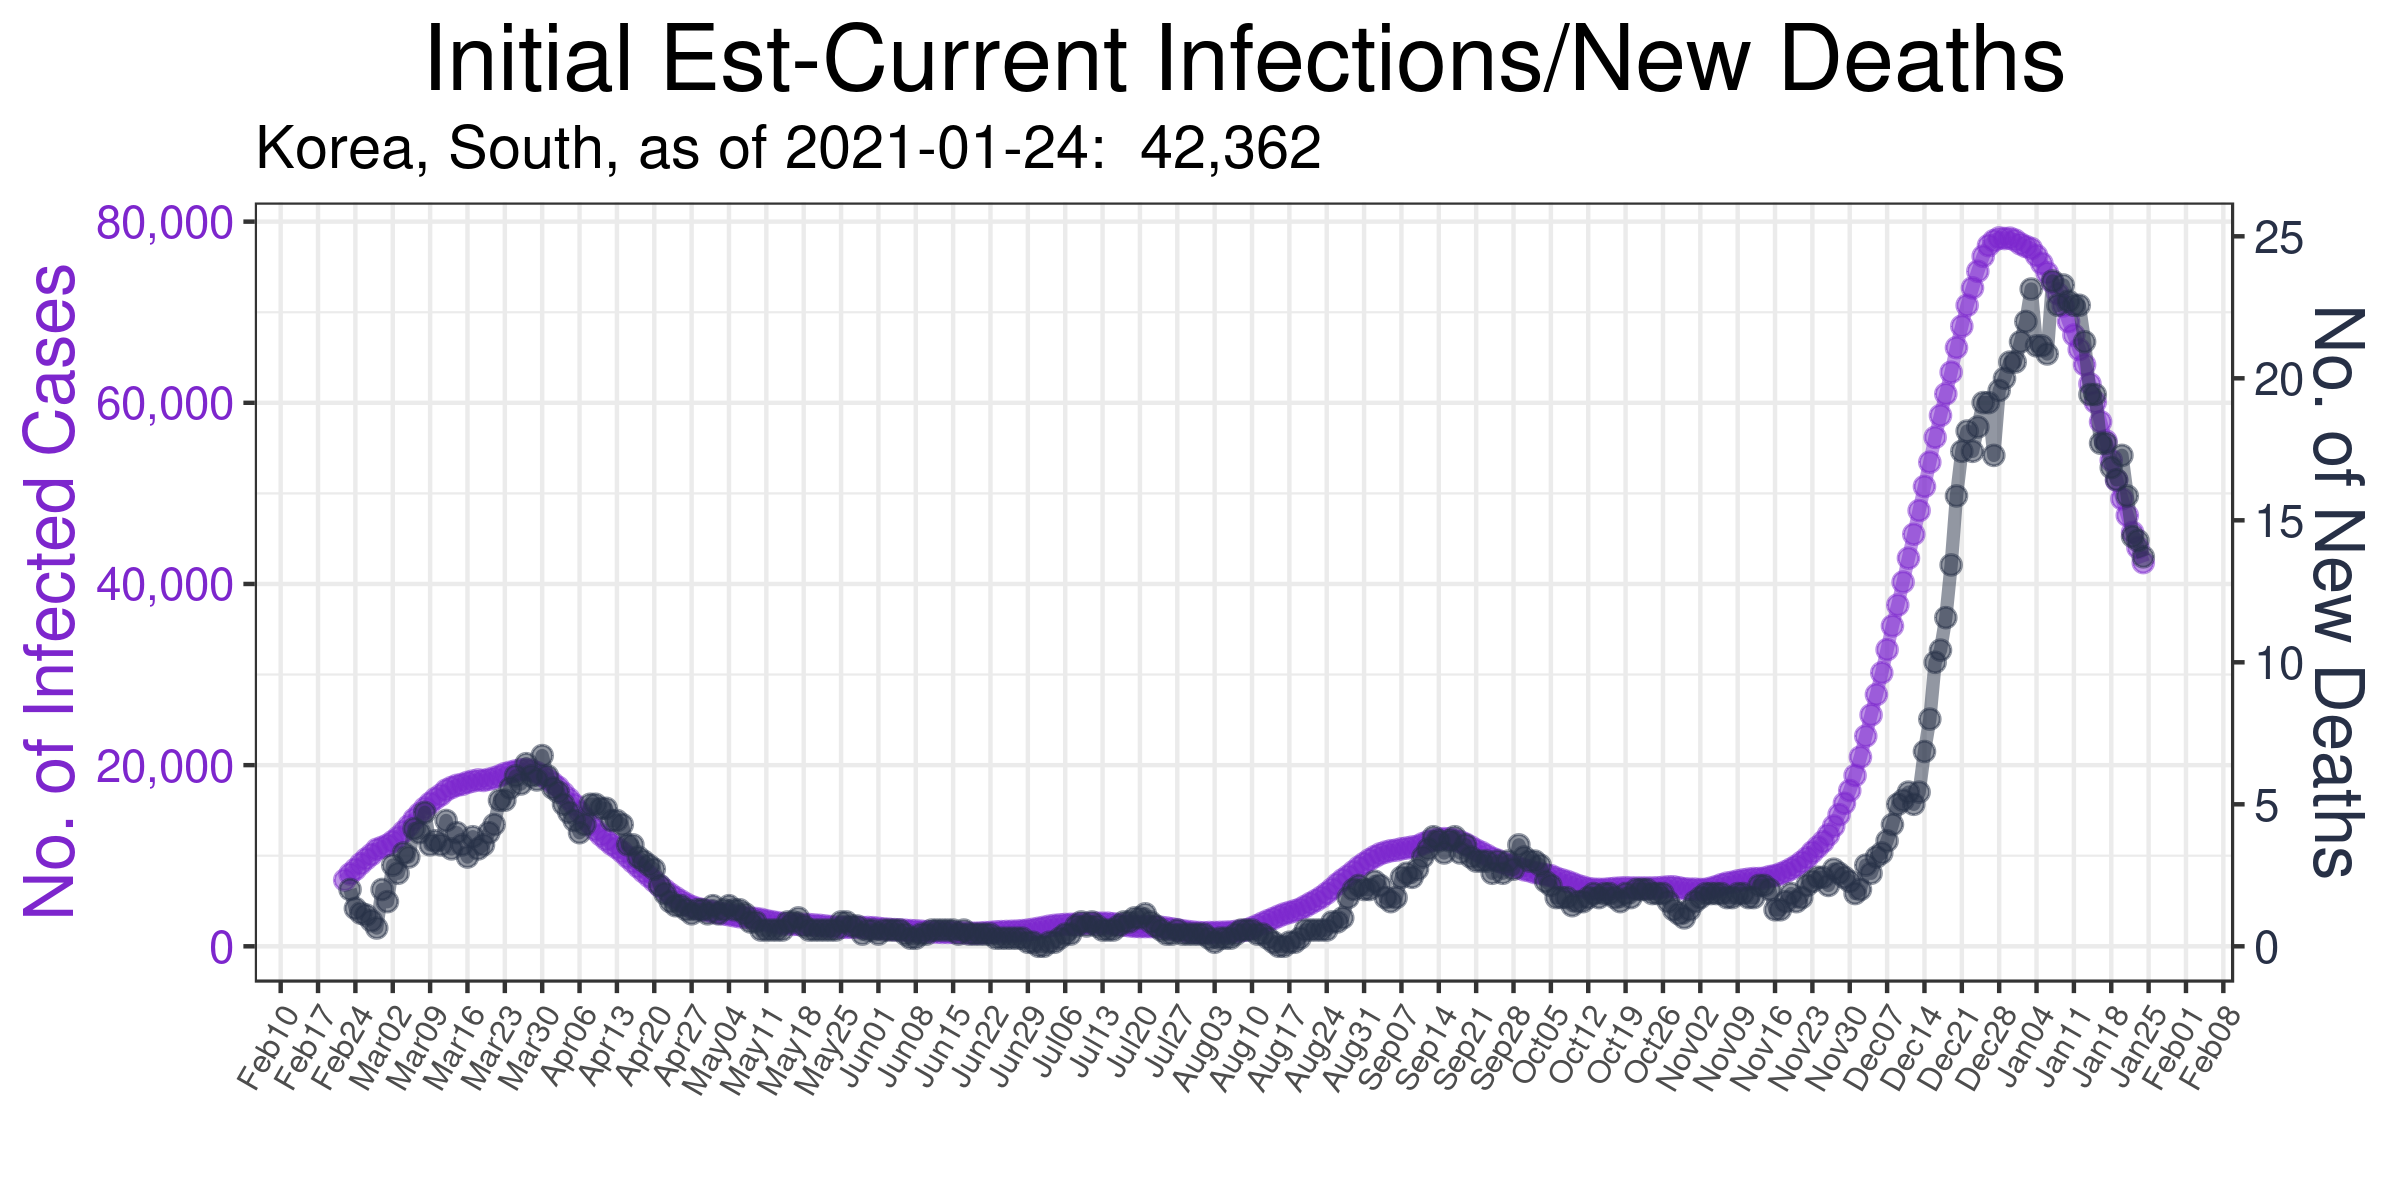 Initial Est-Current Infections/New Deaths
Korea, South, as of 2021-01-24: 42,362
No. of Infected Cases
80,000
60,000
40,000
20,000
0
25
20
15
10
5
0
No. of New Deaths
Feb10
Feb17
Feb24
Mar02
Mar09
Mar16
Mar23
Mar30
Apr06
Apr13
Apr20
Apr27
May04
May11
May18
May25
Jun01
Jun08
Jun15
Jun22
Jun29
Jul06
Jul13
Jul20
Jul27
Aug03
Aug10
Aug17
Aug24
Aug31
Sep07
Sep14
Sep21
Sep28
Oct05
Oct12
Oct19
Oct26
Nov02
Nov09
Nov16
Nov23
Nov30
Dec07
Dec14
Dec21
Dec28
Jan04
Jan11
Jan18
Jan25
Feb01
Feb08